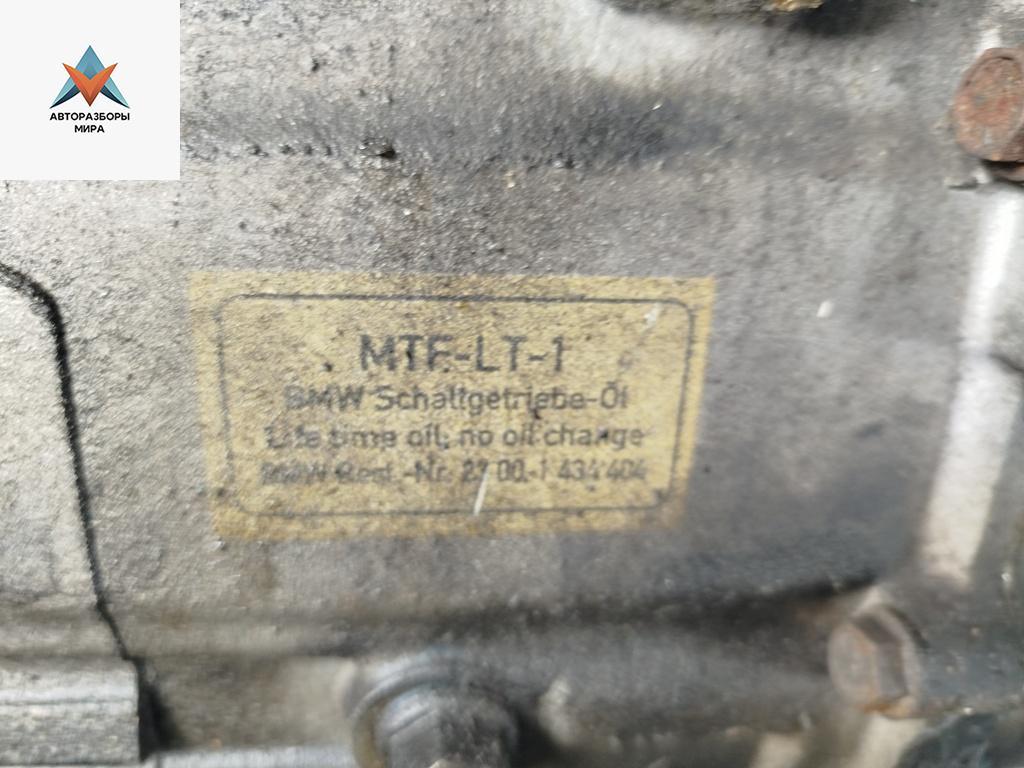 АВТОРАЗБОРЫ
МИРА
MTF-LT-1
BMW Schaltgetriebe-Öl
Life time oil, no oil change
BMW Best.-Nr. 23 00-1 434 404